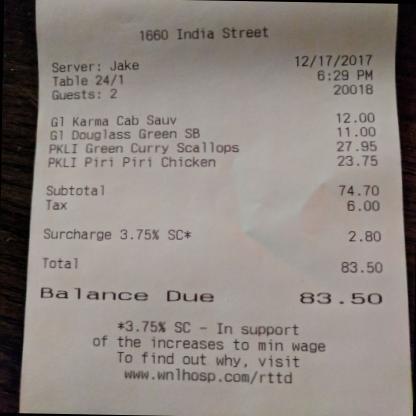 1660 India Street
Server: Jake 12/17/2017
Table 24/1 6:29 PM
Guests: 2 20018
Gl Karma Cab Sauv 12.00
Gl Douglass Green SB 11.00
PKLI Green Curry Scallops 27.95
PKLI Piri Piri Chicken 23.75
Subtotal 74.70
Tax 6.00
Surcharge 3.75% SC* 2.80
Total 83.50
Balance Due 83.50
*3.75% SC - In support
of the increases to min wage
To find out why, visit
www.wnlhosp.com/rttd